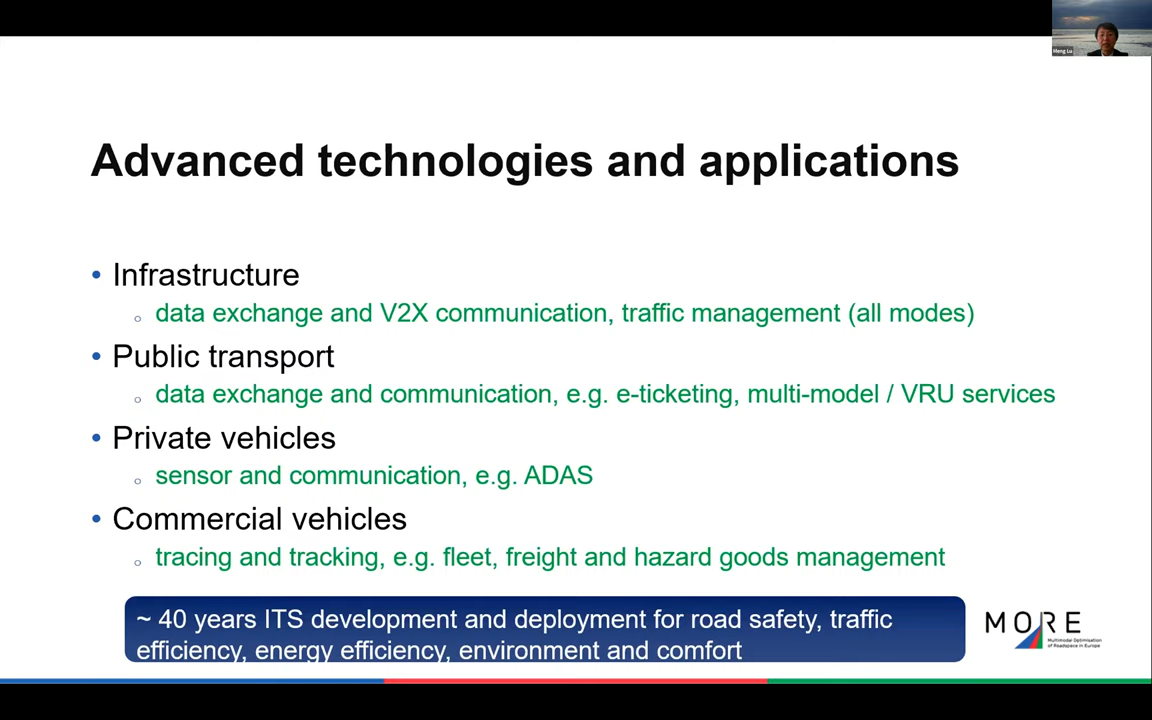 Meng Lu
Advanced technologies and applications
• Infrastructure
○ data exchange and V2X communication, traffic management (all modes)
• Public transport
○ data exchange and communication, e.g. e-ticketing, multi-model / VRU services
• Private vehicles
○ sensor and communication, e.g. ADAS
• Commercial vehicles
○ tracing and tracking, e.g. fleet, freight and hazard goods management
~ 40 years ITS development and deployment for road safety, traffic
efficiency, energy efficiency, environment and comfort
MORE
Multimodal Optimisation
of Roadspace in Europe